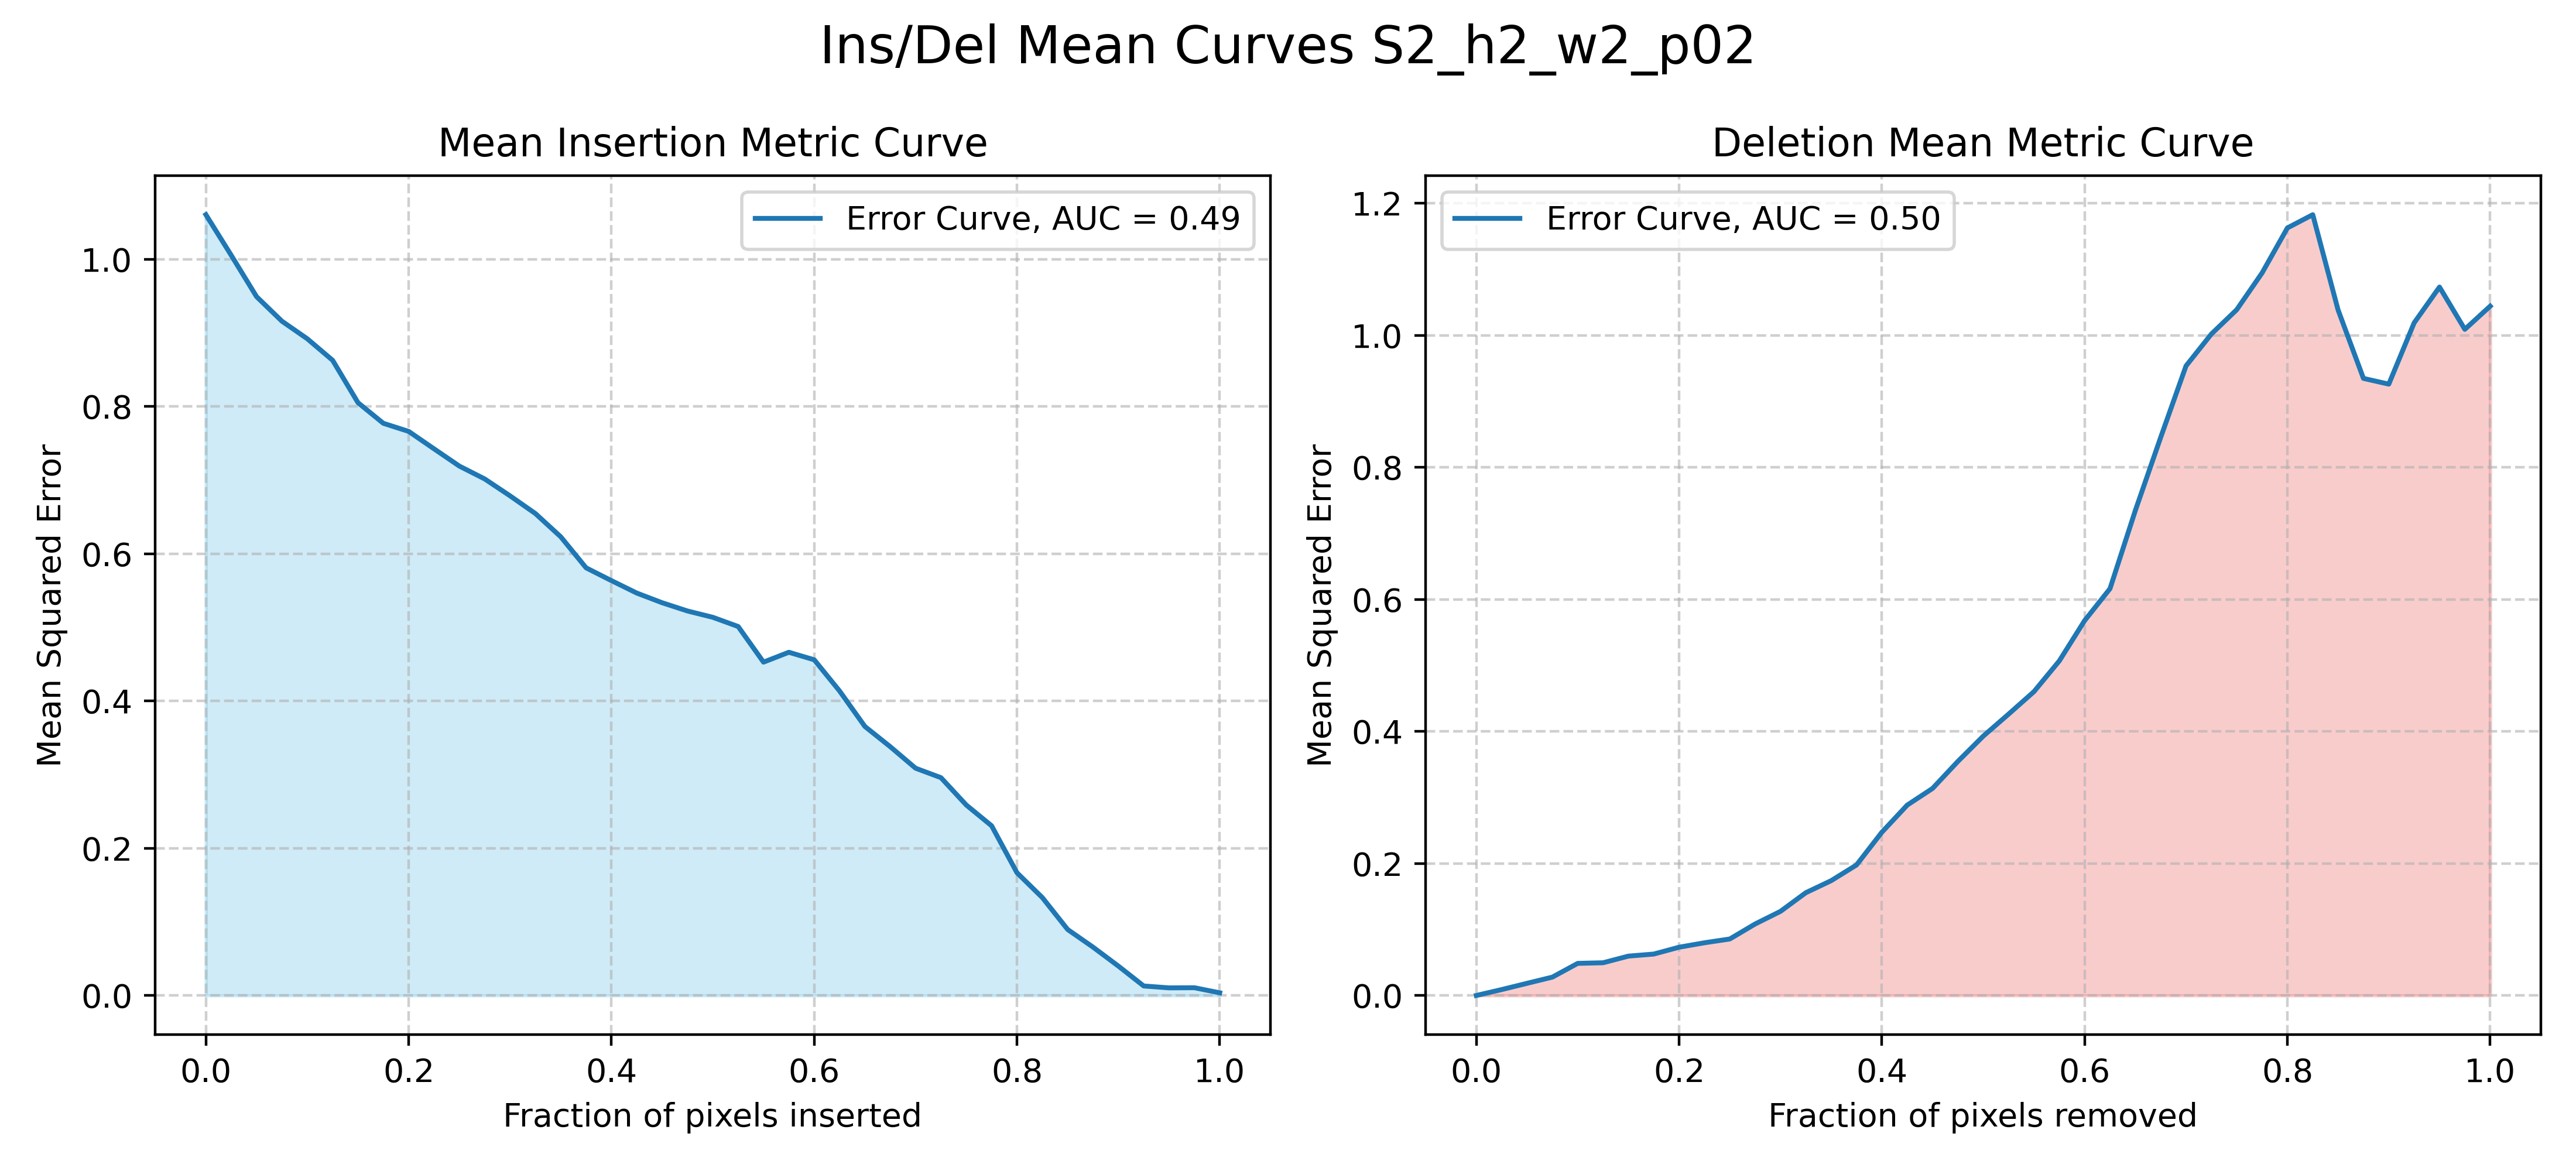 Ins/Del Mean Curves S2_h2_w2_p02
Mean Insertion Metric Curve
Error Curve, AUC = 0.49
1.0
0.8
0.6
0.4
0.2
0.0
Mean Squared Error
0.0 0.2 0.4 0.6 0.8 1.0
Fraction of pixels inserted
Deletion Mean Metric Curve
Error Curve, AUC = 0.50
1.2
1.0
0.8
0.6
0.4
0.2
0.0
Mean Squared Error
0.0 0.2 0.4 0.6 0.8 1.0
Fraction of pixels removed